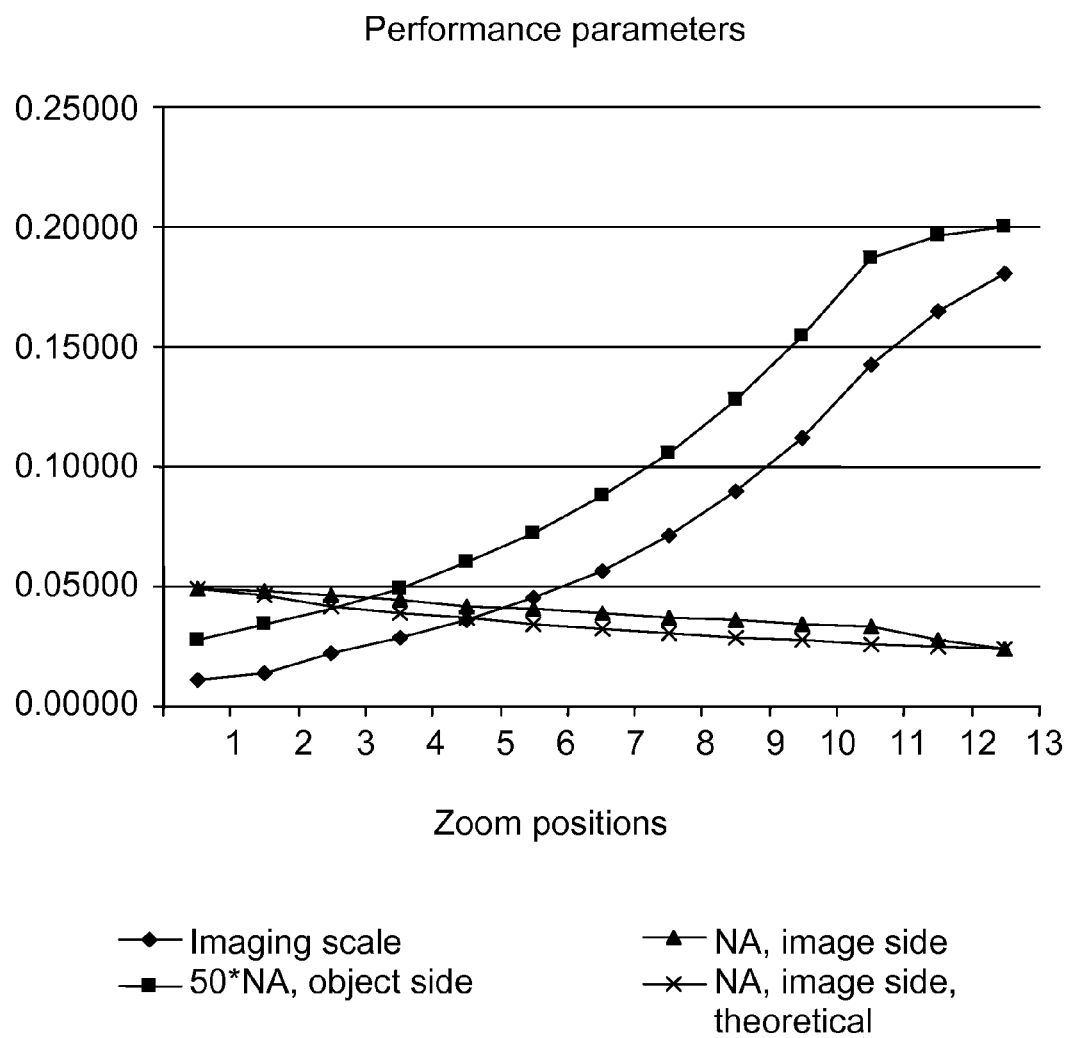 Performance parameters
0.25000
0.20000
0.15000
0.10000
0.05000
0.00000
1 2 3 4 5 6 7 8 9 10 11 12 13
Zoom positions
Imaging scale
50*NA, object side
NA, image side
NA, image side,
theoretical